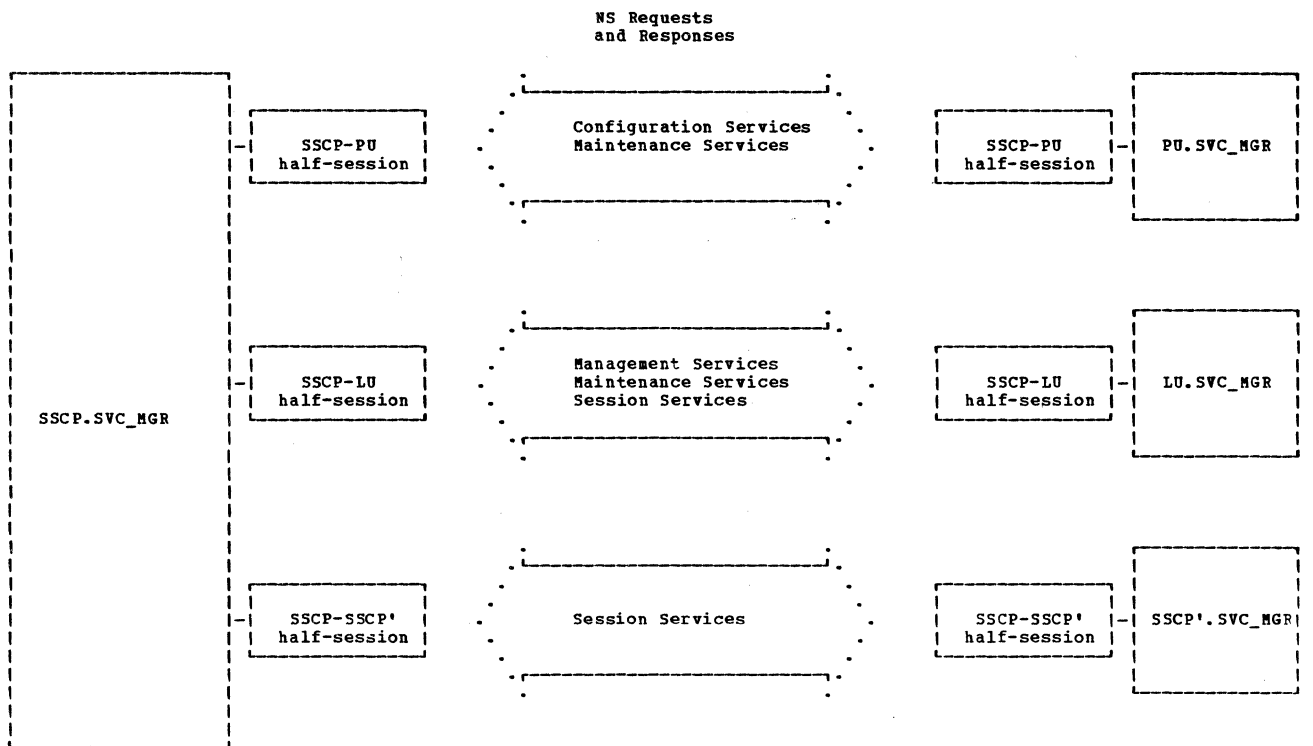 NS Requests
and Responses
Configuration Services
Maintenance Services
SSCP-PU
half-session
SSCP-PU
half-session
PU.SVC_MGR
Management Services
Maintenance Services
Session Services
SSCP-LU
half-session
SSCP-LU
half-session
LU.SVC_MGR
SSCP.SVC_MGR
SSCP-SSCP'
half-session
Session Services
SSCP-SSCP'
half-session
SSCP'.SVC_MGR